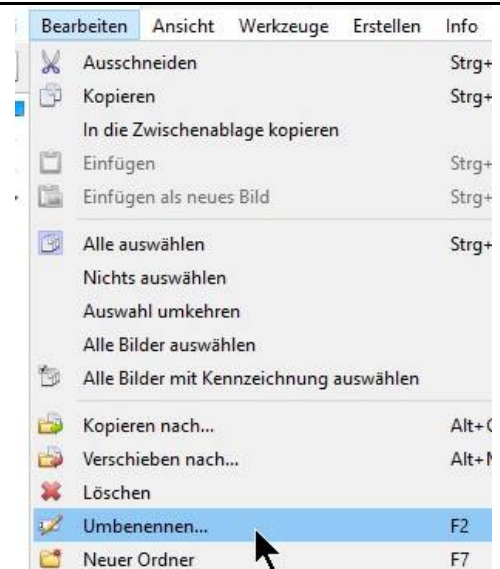 Bearbeiten Ansicht Werkzeuge Erstellen Info
Ausschneiden Strg+
Kopieren Strg+
In die Zwischenablage kopieren
Einfügen Strg+
Einfügen als neues Bild Strg+
Alle auswählen Strg+
Nichts auswählen
Auswahl umkehren
Alle Bilder auswählen
Alle Bilder mit Kennzeichnung auswählen
Kopieren nach... Alt+
Verschieben nach... Alt+
Löschen
Umbenennen... F2
Neuer Ordner F7